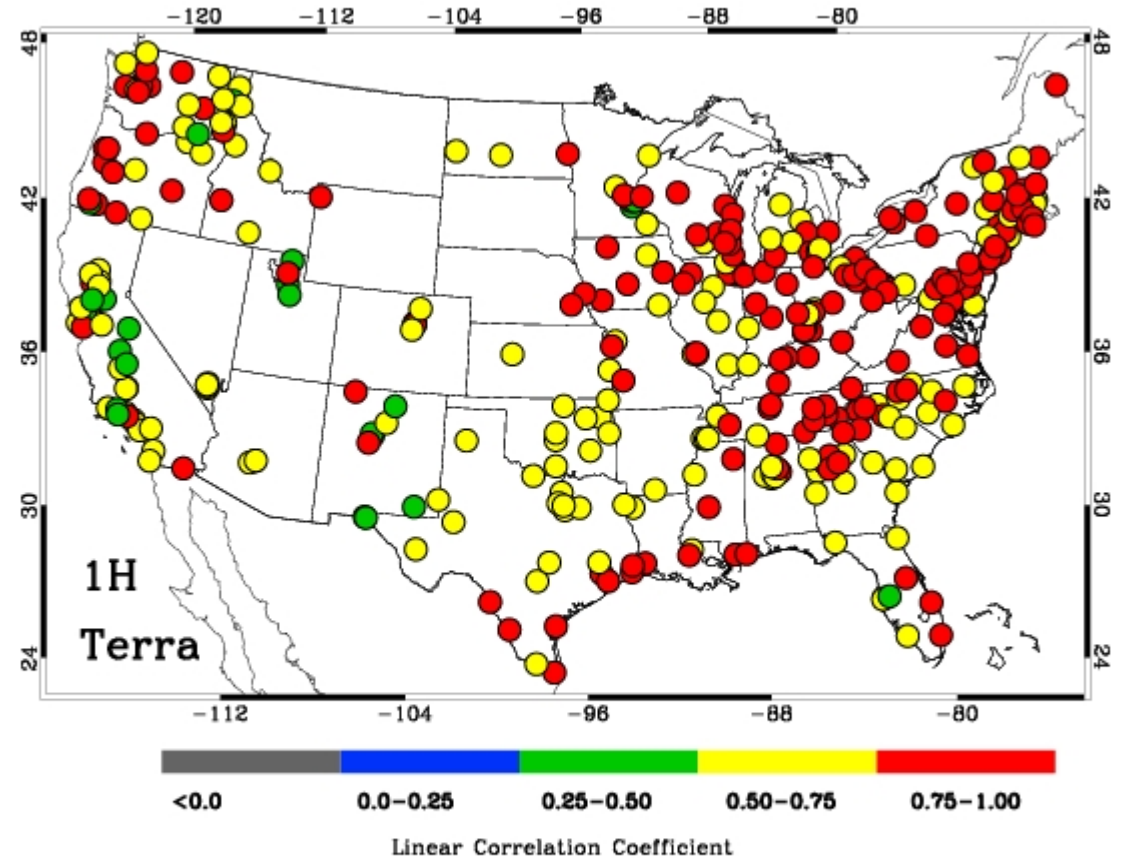 -120 -112 -104 -96 -88 -80
48 48
42 42
36 36
30 30
24 24
1H
Terra
-112 -104 -96 -88 -80
<0.0 0.0-0.25 0.25-0.50 0.50-0.75 0.75-1.00
Linear Correlation Coefficient